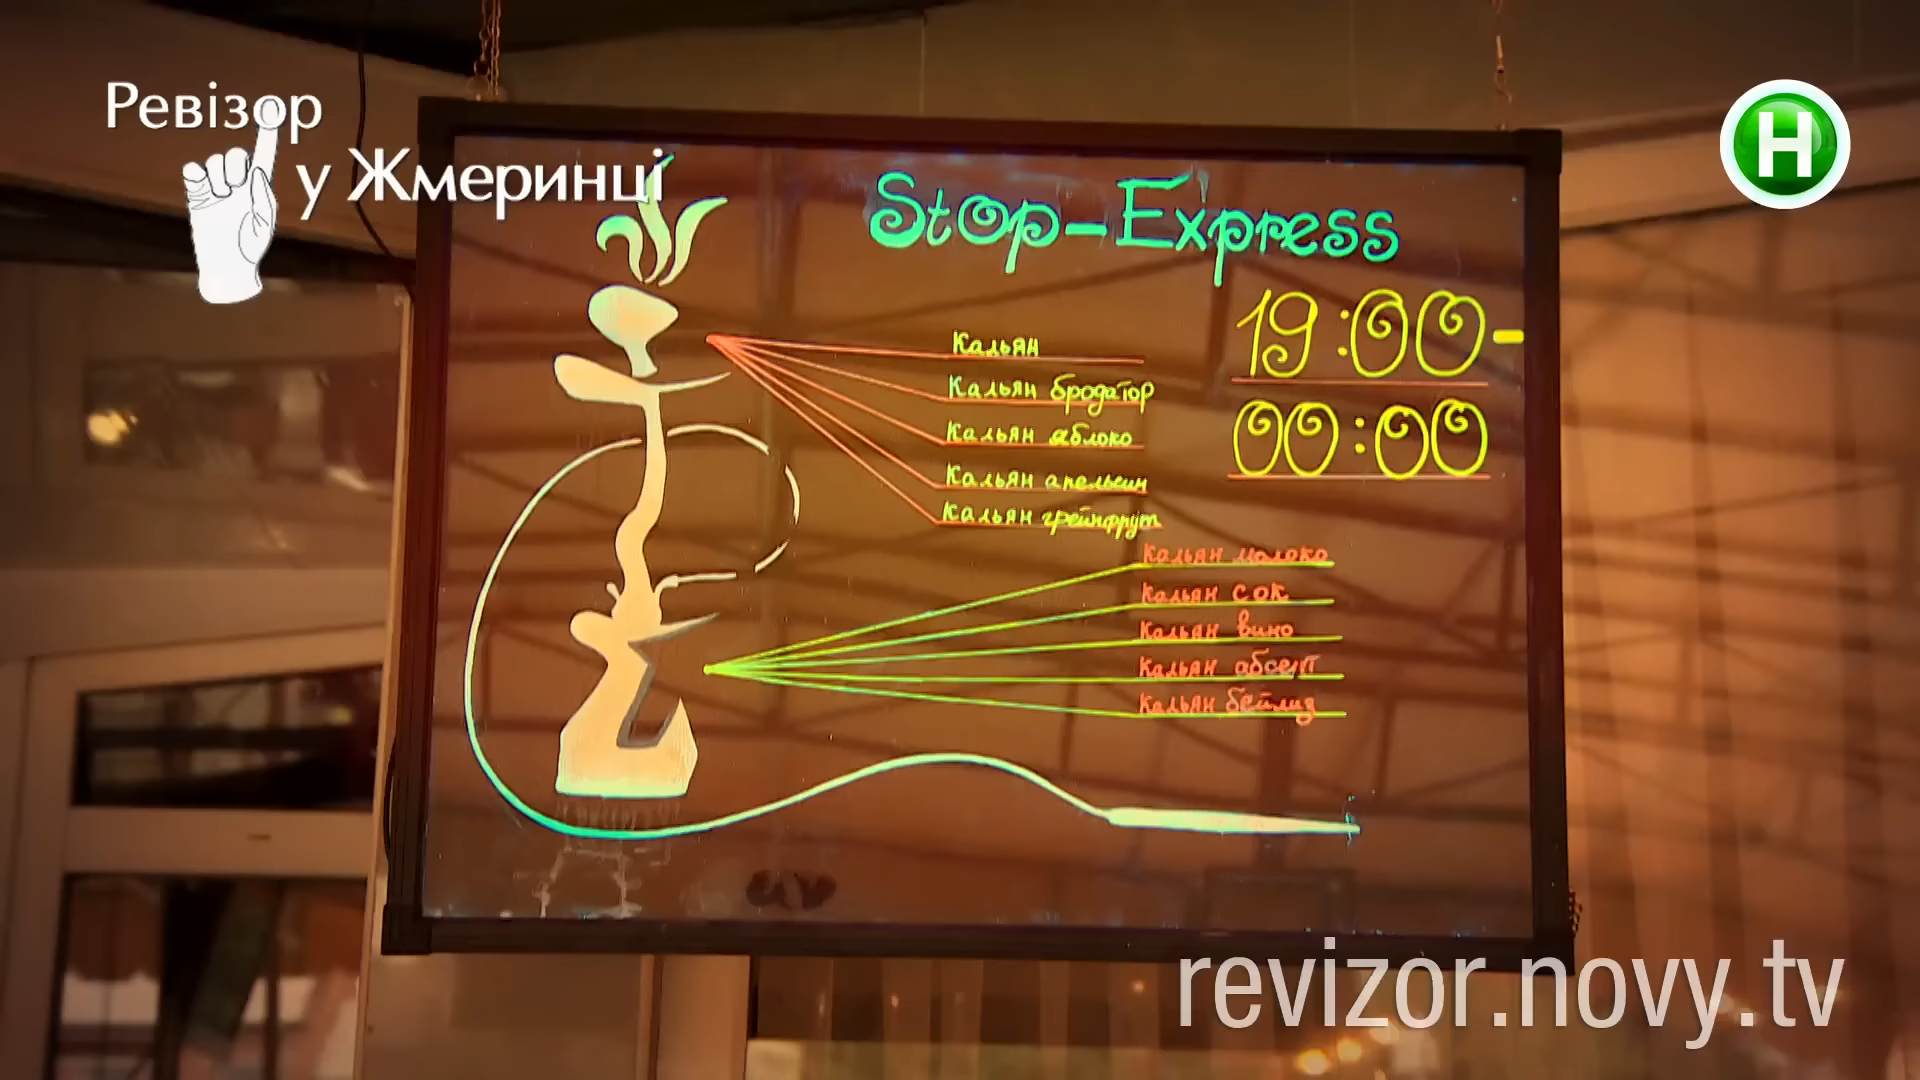 Ревізор
у Жмеринці
H
Stop-Express
19:00-
00:00
Кальян
Кальян бродатор
Кальян яблоко
Кальян апельсин
Кальян грейпфрут
Кальян молоко
Кальян сок
Кальян вино
Кальян абсент
Кальян бейлиз
revizor.novy.tv